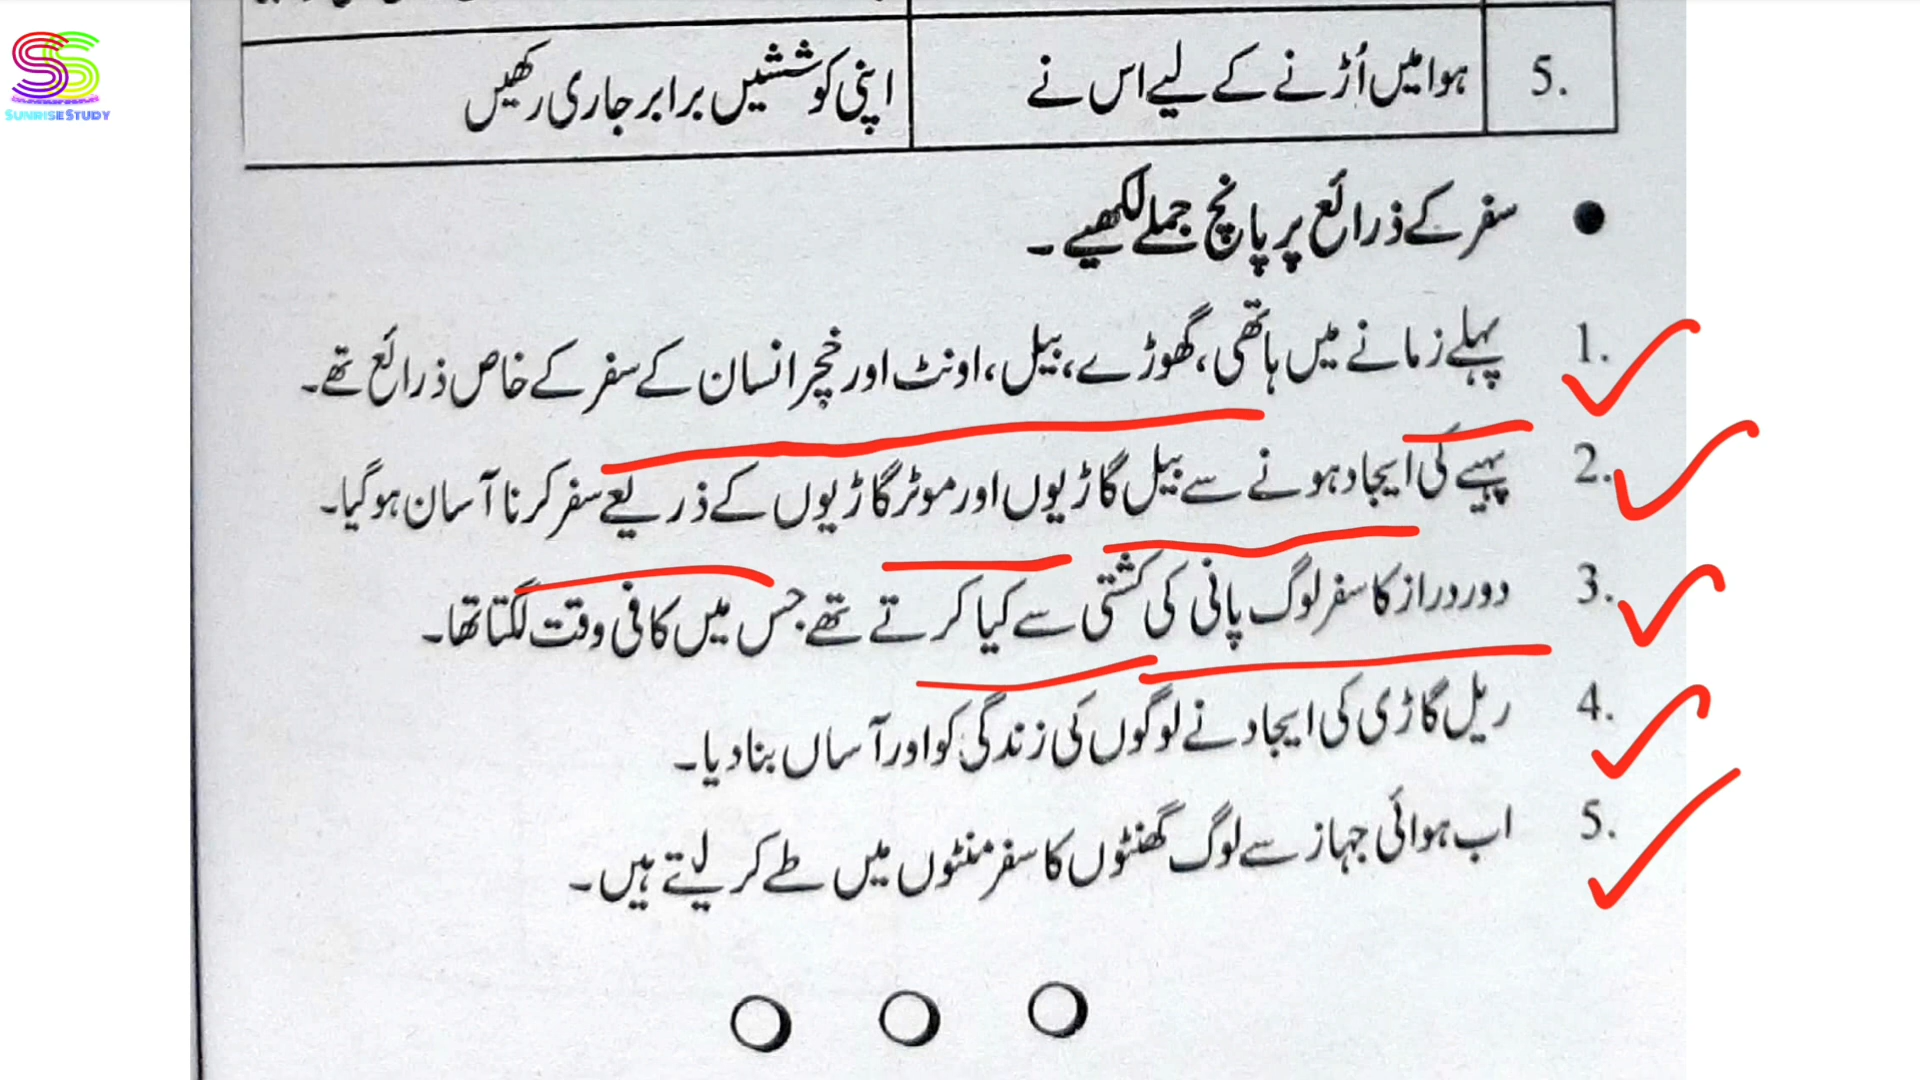 SS
SUNRISE STUDY
5. ہوا میں اُڑنے کے لیے اس نے اپنی کوششیں برابر جاری رکھیں
● سفر کے ذرائع پر پانچ جملے لکھیے۔
1. پہلے زمانے میں ہاتھی، گھوڑے، بیل، اونٹ اور خچر انسان کے سفر کے خاص ذرائع تھے۔
2. پہیے کی ایجاد ہونے سے بیل گاڑیوں اور موٹر گاڑیوں کے ذریعے سفر کرنا آسان ہو گیا۔
3. دور دراز کا سفر لوگ پانی کی کشتی سے کیا کرتے تھے جس میں کافی وقت لگتا تھا۔
4. ریل گاڑی کی ایجاد نے لوگوں کی زندگی کو اور آساں بنا دیا۔
5. اب ہوائی جہاز سے لوگ گھنٹوں کا سفر منٹوں میں طے کر لیتے ہیں۔